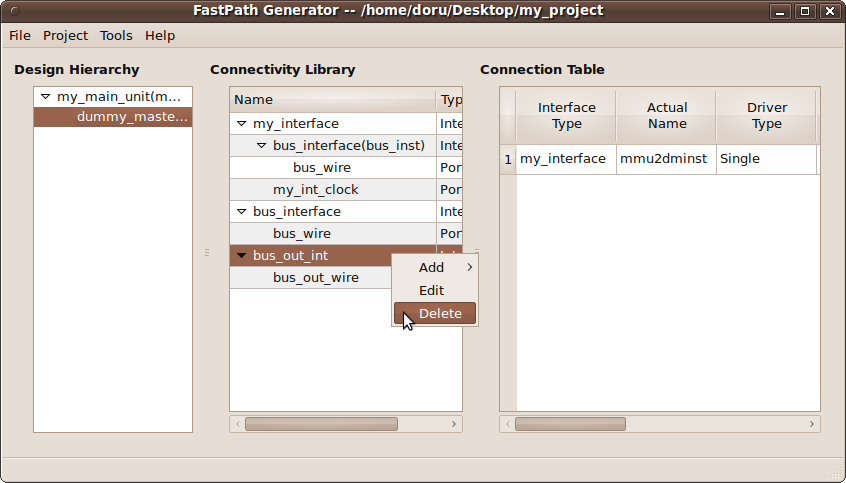 FastPath Generator -- /home/doru/Desktop/my_project
File Project Tools Help
Design Hierarchy
my_main_unit(m...
dummy_maste...
Connectivity Library
Name Typ
my_interface Inte
bus_interface(bus_inst) Inte
bus_wire Por
my_int_clock Por
bus_interface Inte
bus_wire Por
bus_out_int
bus_out_wire
Add
Edit
Delete
Connection Table
Interface Type
Actual Name
Driver Type
1 my_interface mmu2dminst Single